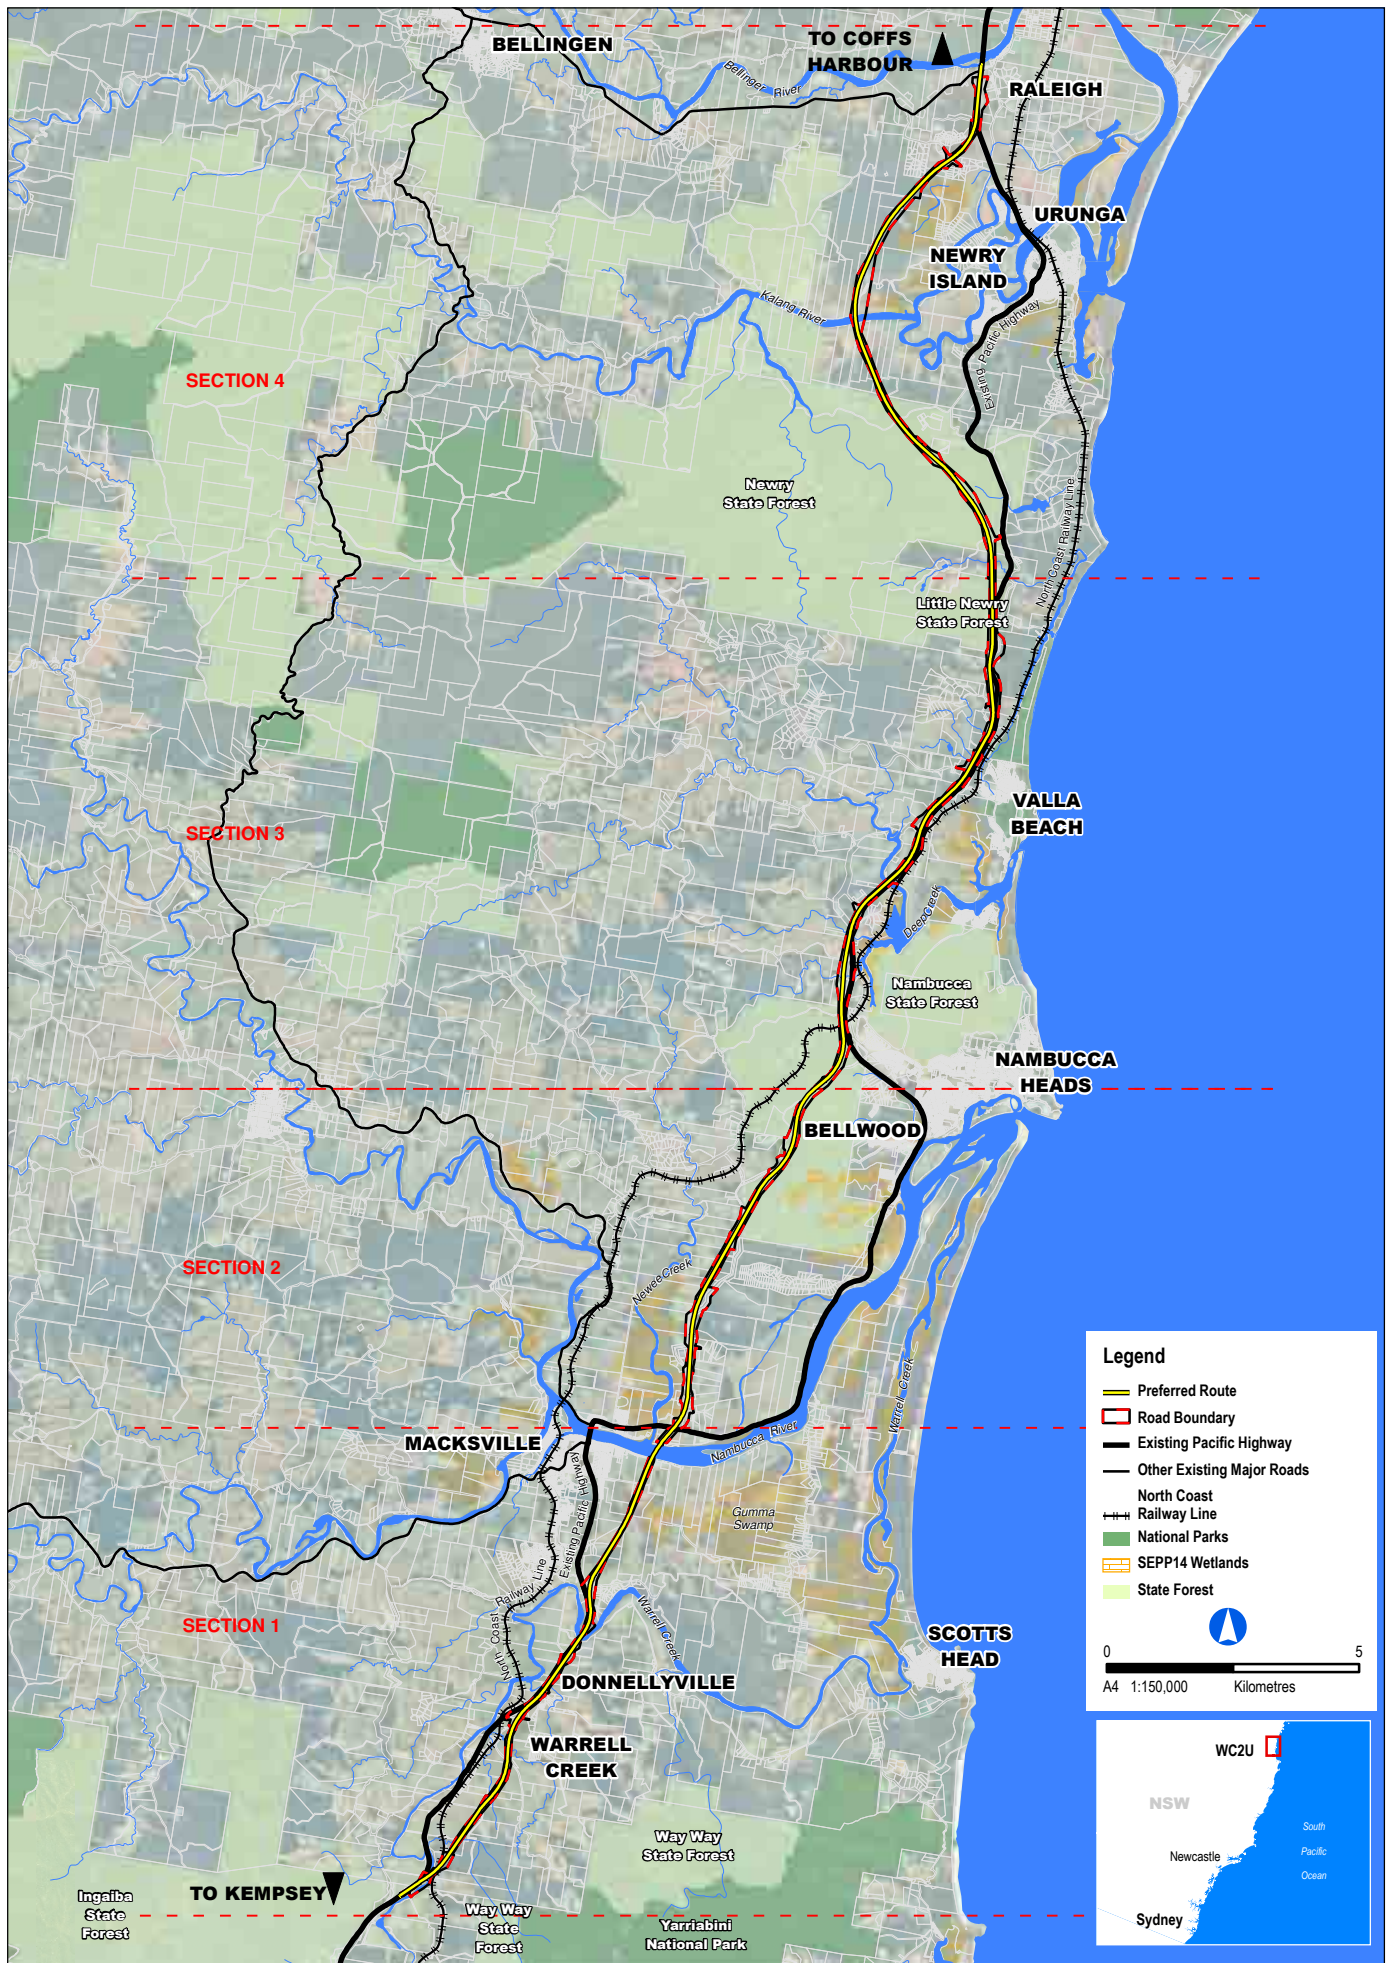 BELLINGEN
TO COFFS
HARBOUR
Bellinger River
RALEIGH
URUNGA
NEWRY
ISLAND
Kalang River
Existing Pacific Highway
SECTION 4
Newry
State Forest
North Coast Railway Line
Little Newry
State Forest
VALLA
BEACH
SECTION 3
Deep Creek
Nambucca
State Forest
NAMBUCCA
HEADS
BELLWOOD
SECTION 2
Newee Creek
Warrell Creek
MACKSVILLE
Nambucca River
Existing Pacific Highway
Gumma
Swamp
North Coast Railway Line
SECTION 1
Warrell Creek
SCOTTS
HEAD
DONNELLYVILLE
WARRELL
CREEK
Way Way
State Forest
TO KEMPSEY
Ingaiba
State
Forest
Way Way
State
Forest
Yarriabini
National Park
Legend
Preferred Route
Road Boundary
Existing Pacific Highway
Other Existing Major Roads
North Coast
Railway Line
National Parks
SEPP14 Wetlands
State Forest
0 5
A4 1:150,000 Kilometres
WC2U
NSW
South
Pacific
Ocean
Newcastle
Sydney